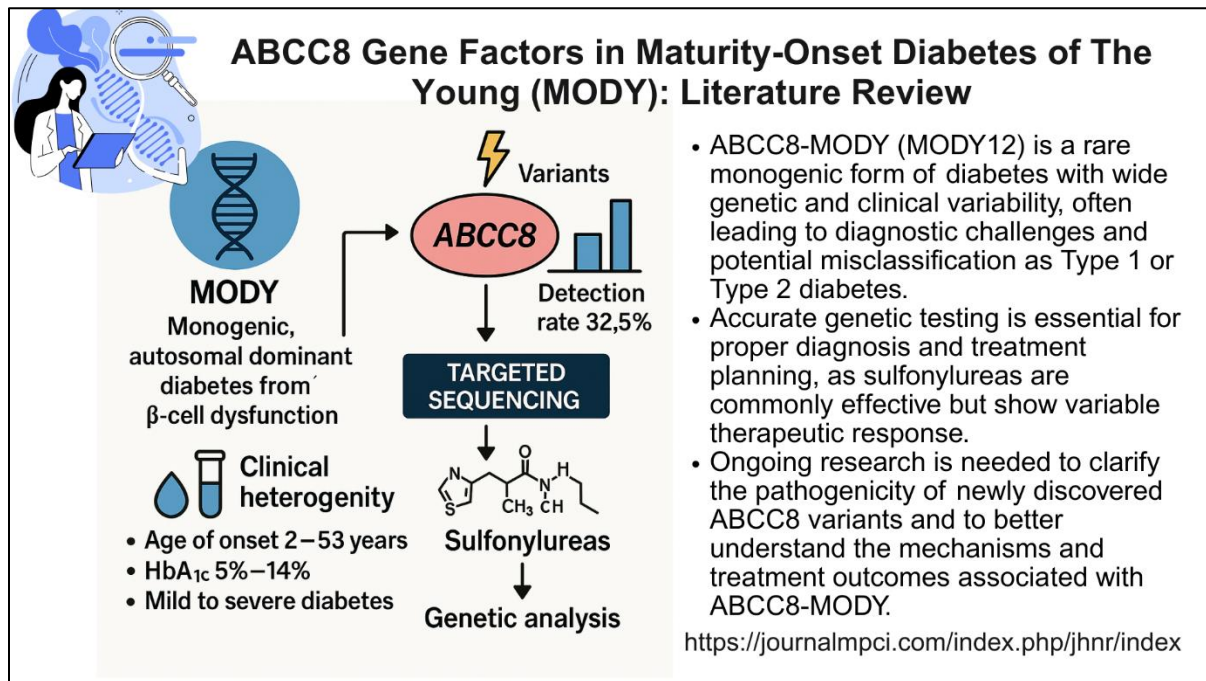 ABCC8 Gene Factors in Maturity-Onset Diabetes of The
Young (MODY): Literature Review
MODY
Monogenic,
autosomal dominant
diabetes from´
β-cell dysfunction
Clinical
heterogenity
• Age of onset 2–53 years
• HbA1c 5%–14%
• Mild to severe diabetes
Variants
ABCC8
Detection
rate 32,5%
TARGETED
SEQUENCING
N
S
O
H
N
CH3
CH
Sulfonylureas
Genetic analysis
• ABCC8-MODY (MODY12) is a rare
monogenic form of diabetes with wide
genetic and clinical variability, often
leading to diagnostic challenges and
potential misclassification as Type 1 or
Type 2 diabetes.
• Accurate genetic testing is essential for
proper diagnosis and treatment
planning, as sulfonylureas are
commonly effective but show variable
therapeutic response.
• Ongoing research is needed to clarify
the pathogenicity of newly discovered
ABCC8 variants and to better
understand the mechanisms and
treatment outcomes associated with
ABCC8-MODY.
https://journalmpci.com/index.php/jhnr/index